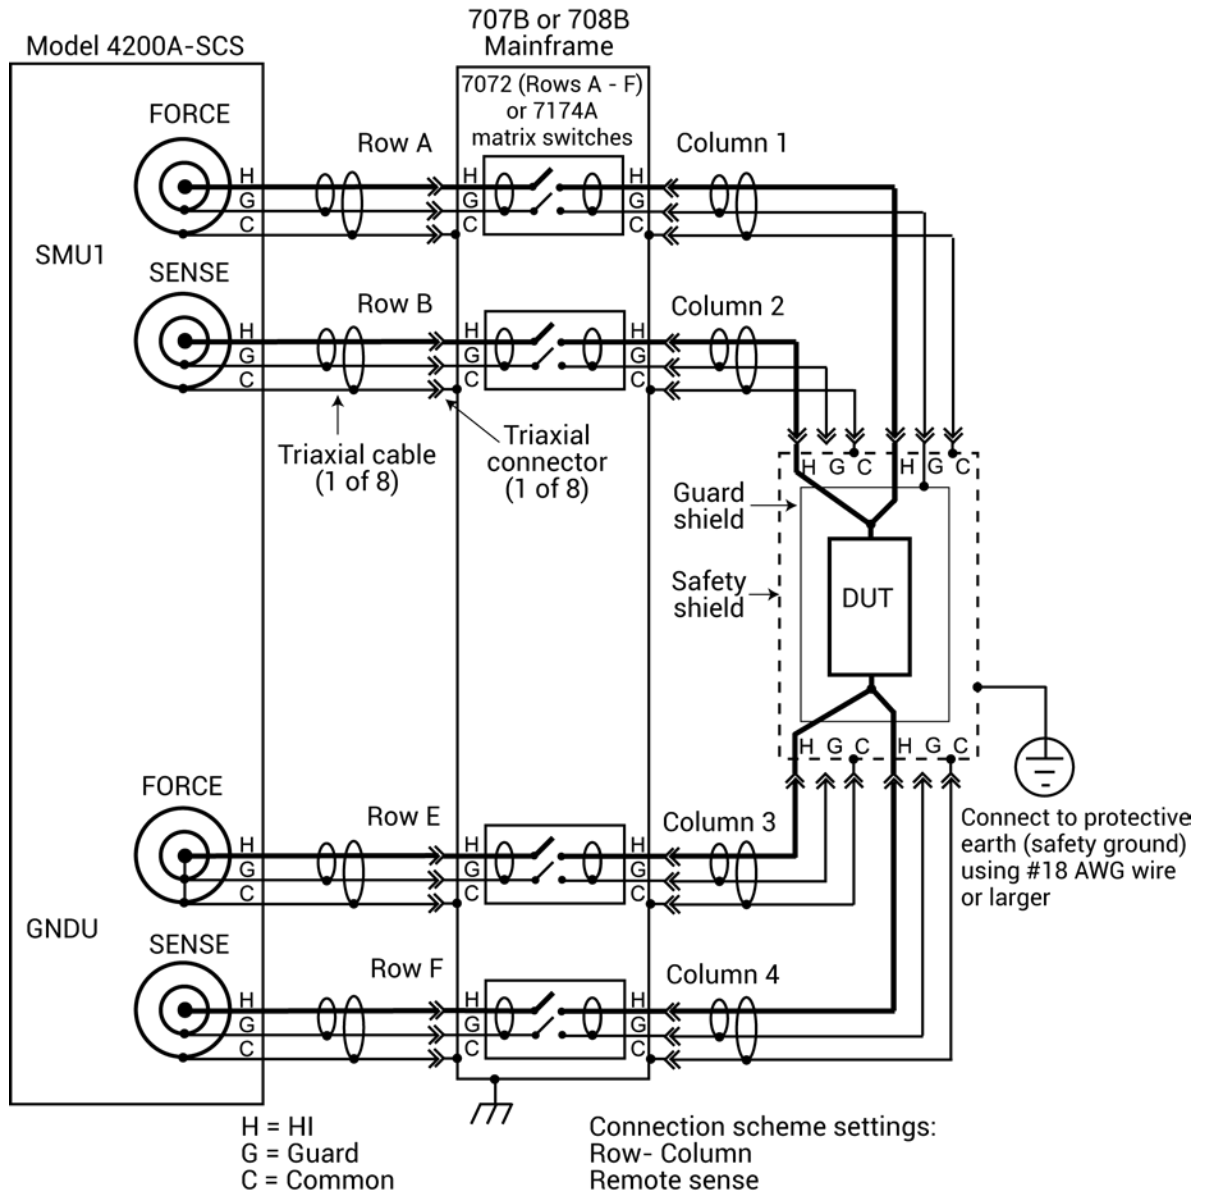 707B or 708B
Mainframe
Model 4200A-SCS
7072 (Rows A - F)
or 7174A
matrix switches
FORCE
Row A
Column 1
H
H
H
G
G
G
C
C
C
SMU1
SENSE
Row B
Column 2
H
H
H
G
G
G
C
C
C
Triaxial cable
(1 of 8)
Triaxial
connector
(1 of 8)
H G C H G C
Guard
shield
Safety
shield
DUT
H G C H G C
FORCE
Row E
Column 3
H
H
H
G
G
G
C
C
C
Connect to protective
earth (safety ground)
using #18 AWG wire
or larger
GNDU
SENSE
Row F
Column 4
H
H
H
G
G
G
C
C
C
H = HI
G = Guard
C = Common
Connection scheme settings:
Row- Column
Remote sense